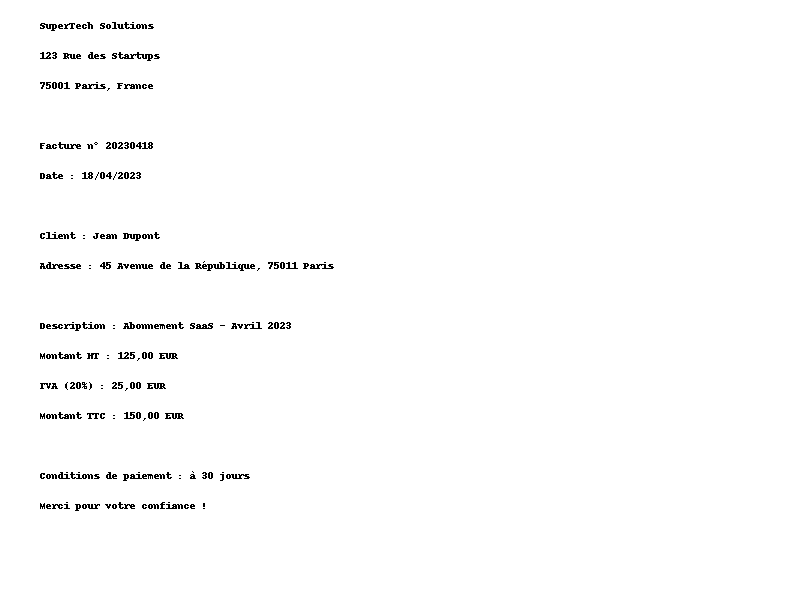 SuperTech Solutions
123 Rue des Startups
75001 Paris, France
Facture n° 20230418
Date : 18/04/2023
Client : Jean Dupont
Adresse : 45 Avenue de la République, 75011 Paris
Description : Abonnement SaaS - Avril 2023
Montant HT : 125,00 EUR
TVA (20%) : 25,00 EUR
Montant TTC : 150,00 EUR
Conditions de paiement : à 30 jours
Merci pour votre confiance !